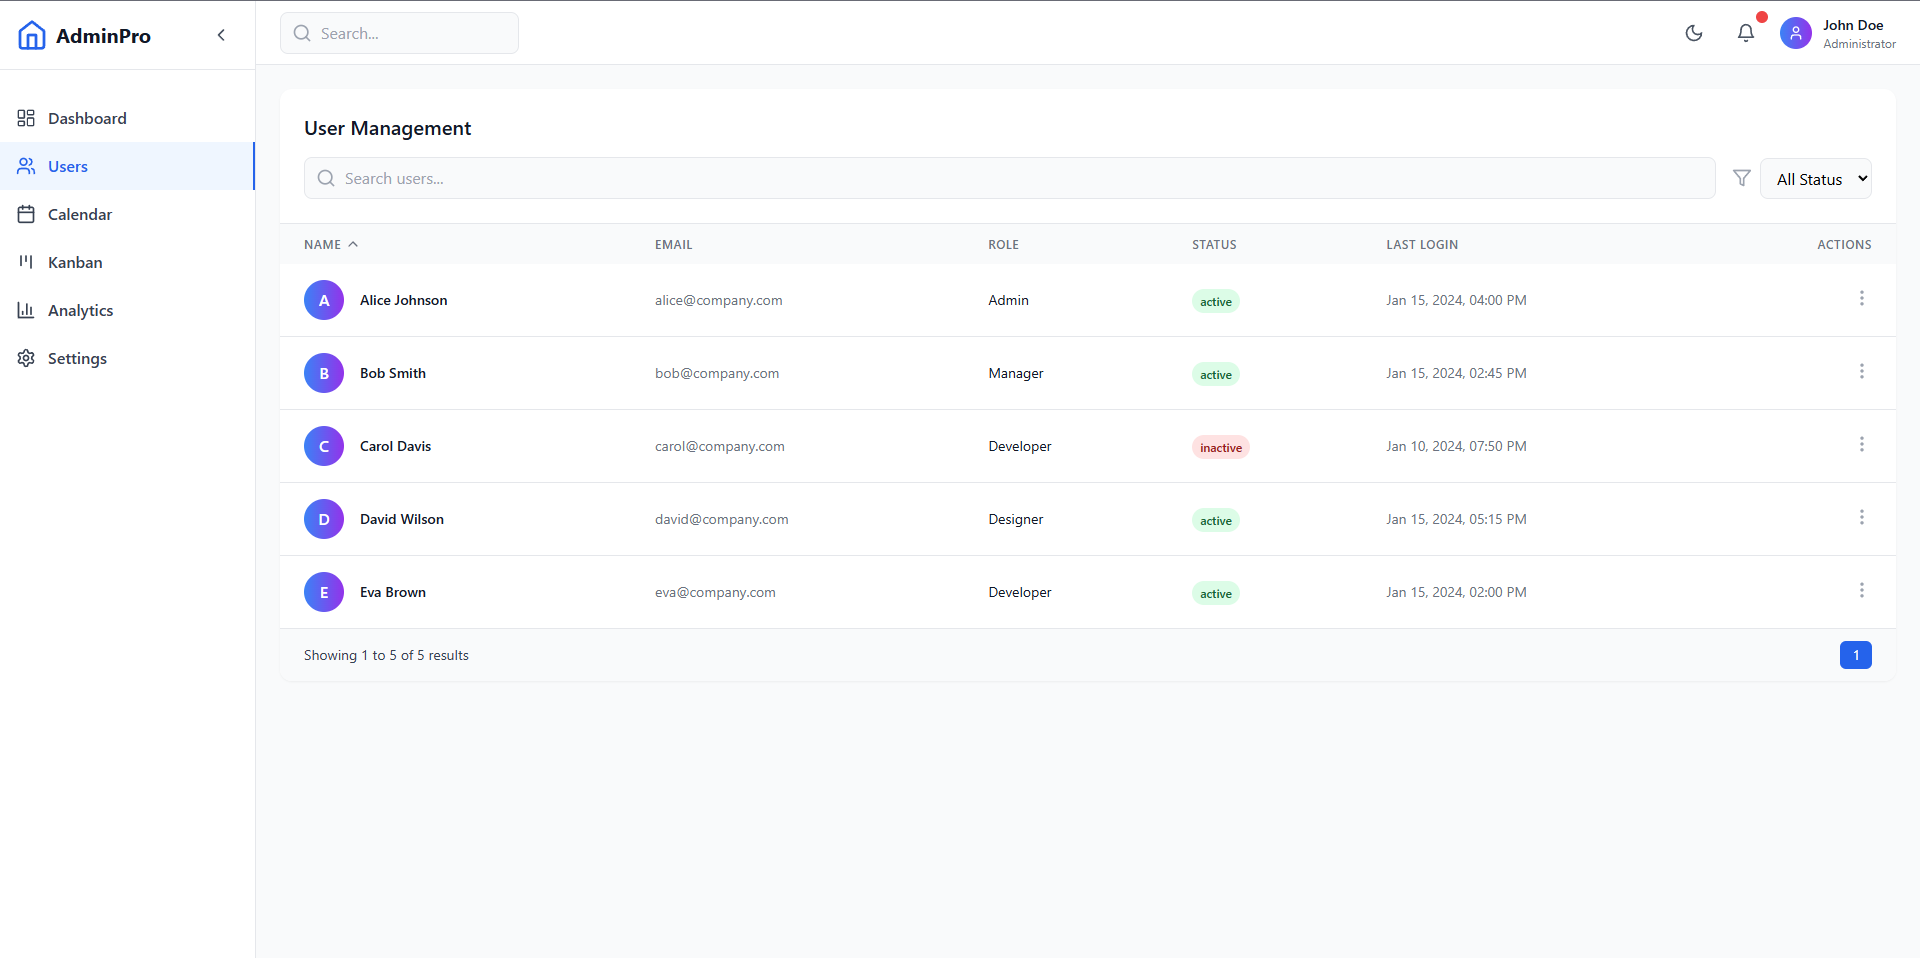 AdminPro
Search...
John Doe
Administrator
Dashboard
Users
Calendar
Kanban
Analytics
Settings
User Management
Search users...
All Status
NAME EMAIL ROLE STATUS LAST LOGIN ACTIONS
A Alice Johnson alice@company.com Admin active Jan 15, 2024, 04:00 PM
B Bob Smith bob@company.com Manager active Jan 15, 2024, 02:45 PM
C Carol Davis carol@company.com Developer inactive Jan 10, 2024, 07:50 PM
D David Wilson david@company.com Designer active Jan 15, 2024, 05:15 PM
E Eva Brown eva@company.com Developer active Jan 15, 2024, 02:00 PM
Showing 1 to 5 of 5 results
1